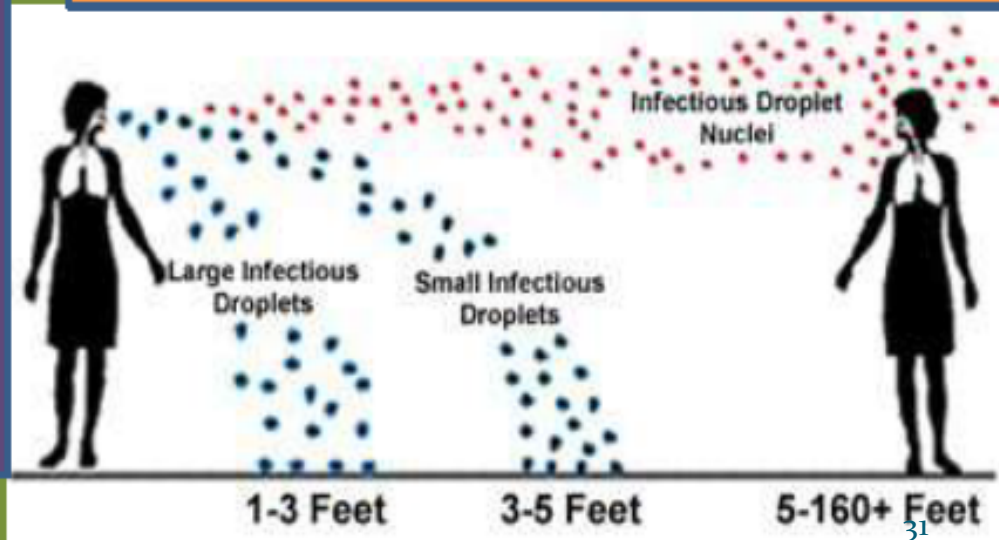 Infectious Droplet
Nuclei
Large Infectious
Droplets
Small Infectious
Droplets
1-3 Feet
3-5 Feet
5-160+ Feet
31